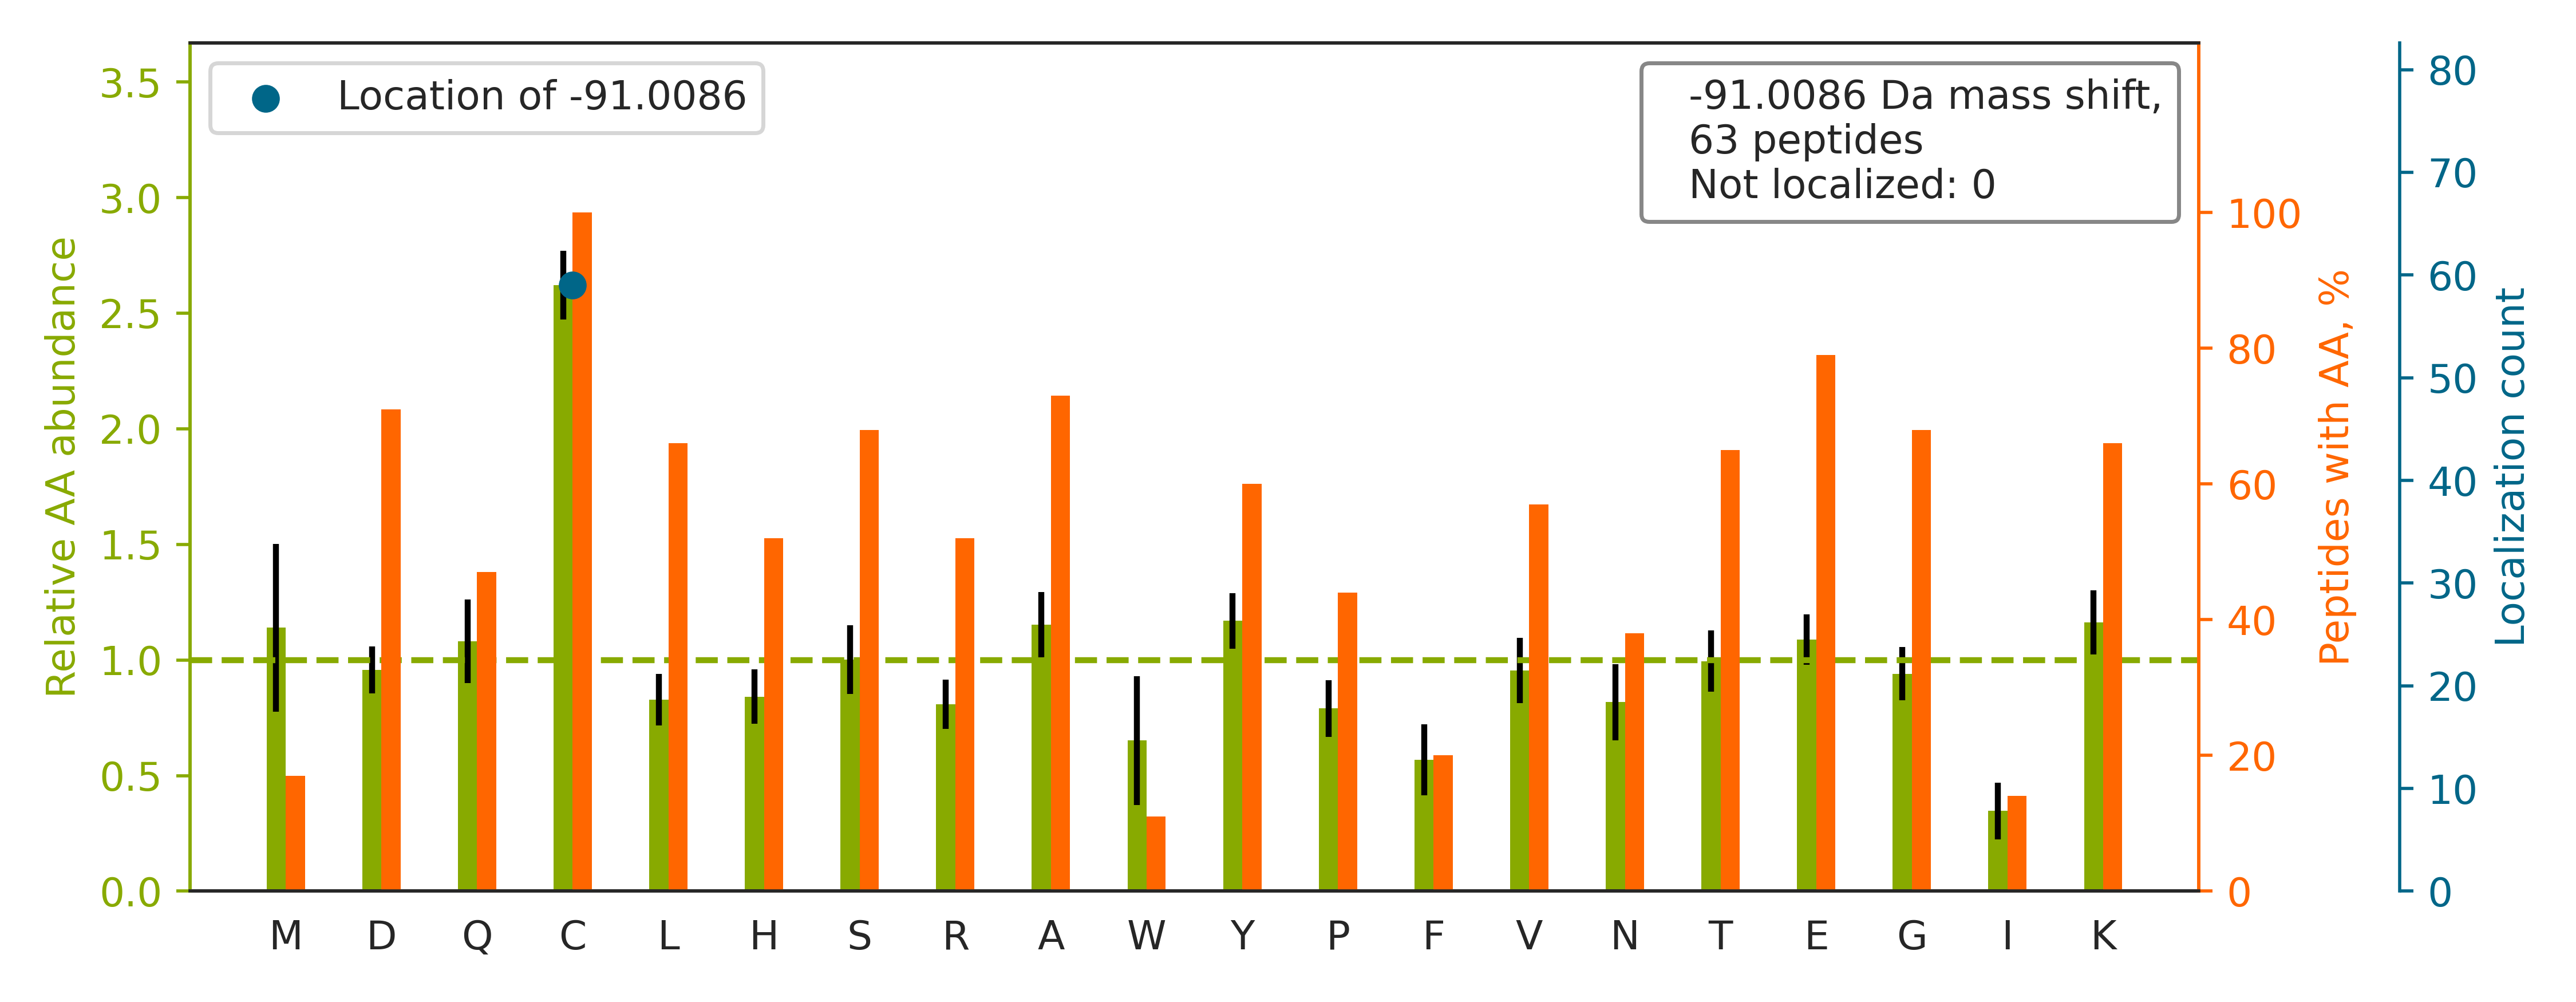 Location of -91.0086
-91.0086 Da mass shift,
63 peptides
Not localized: 0
Relative AA abundance
3.5
3.0
2.5
2.0
1.5
1.0
0.5
0.0
M D Q C L H S R A W Y P F V N T E G I K
100
80
60
40
20
0
Peptides with AA, %
80
70
60
50
40
30
20
10
0
Localization count